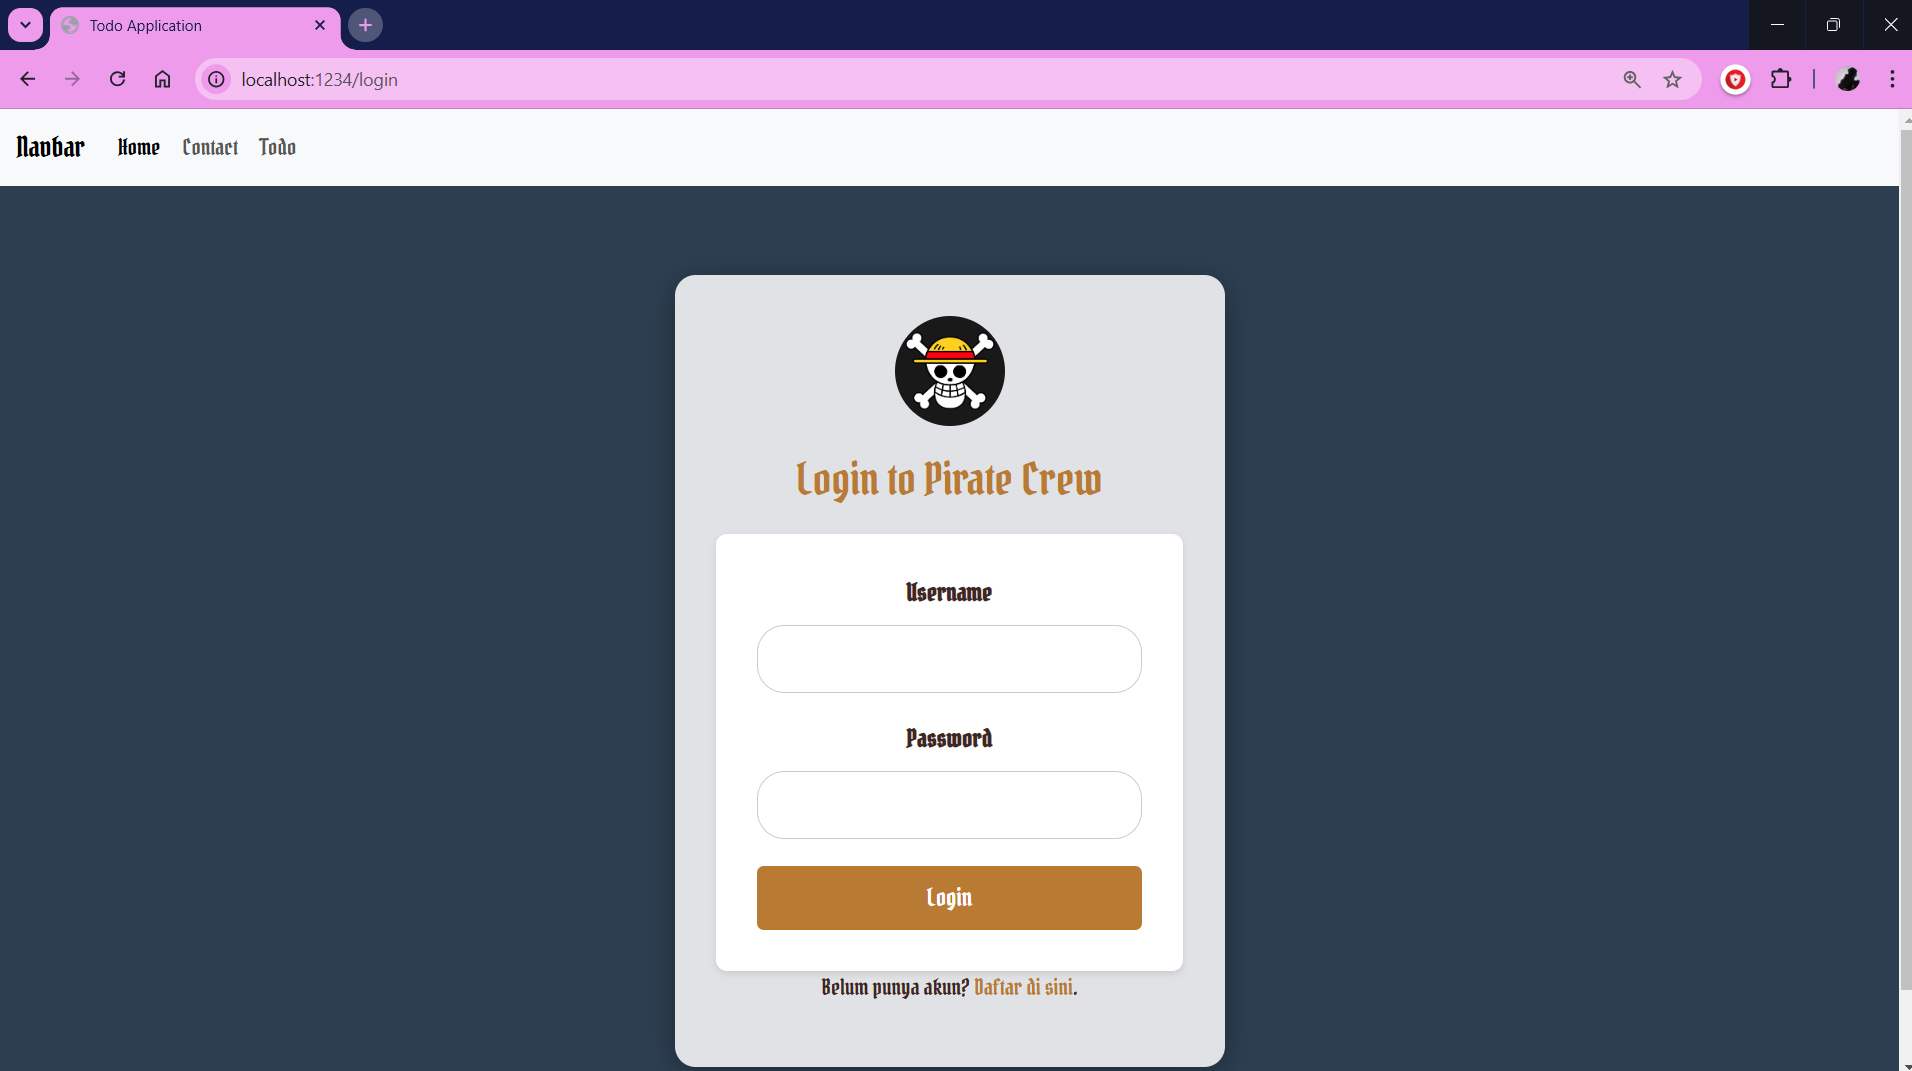 Todo Application
localhost:1234/login
Navbar Home Contact Todo
Login to Pirate Crew
Username
Password
Login
Belum punya akun? Daftar di sini.